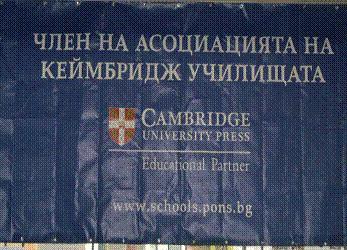 ЧЛЕН НА АСОЦИАЦИЯТА НА
КЕЙМБРИДЖ УЧИЛИЩАТА
CAMBRIDGE
UNIVERSITY PRESS
Educational Partner
www.schools.pons.bg